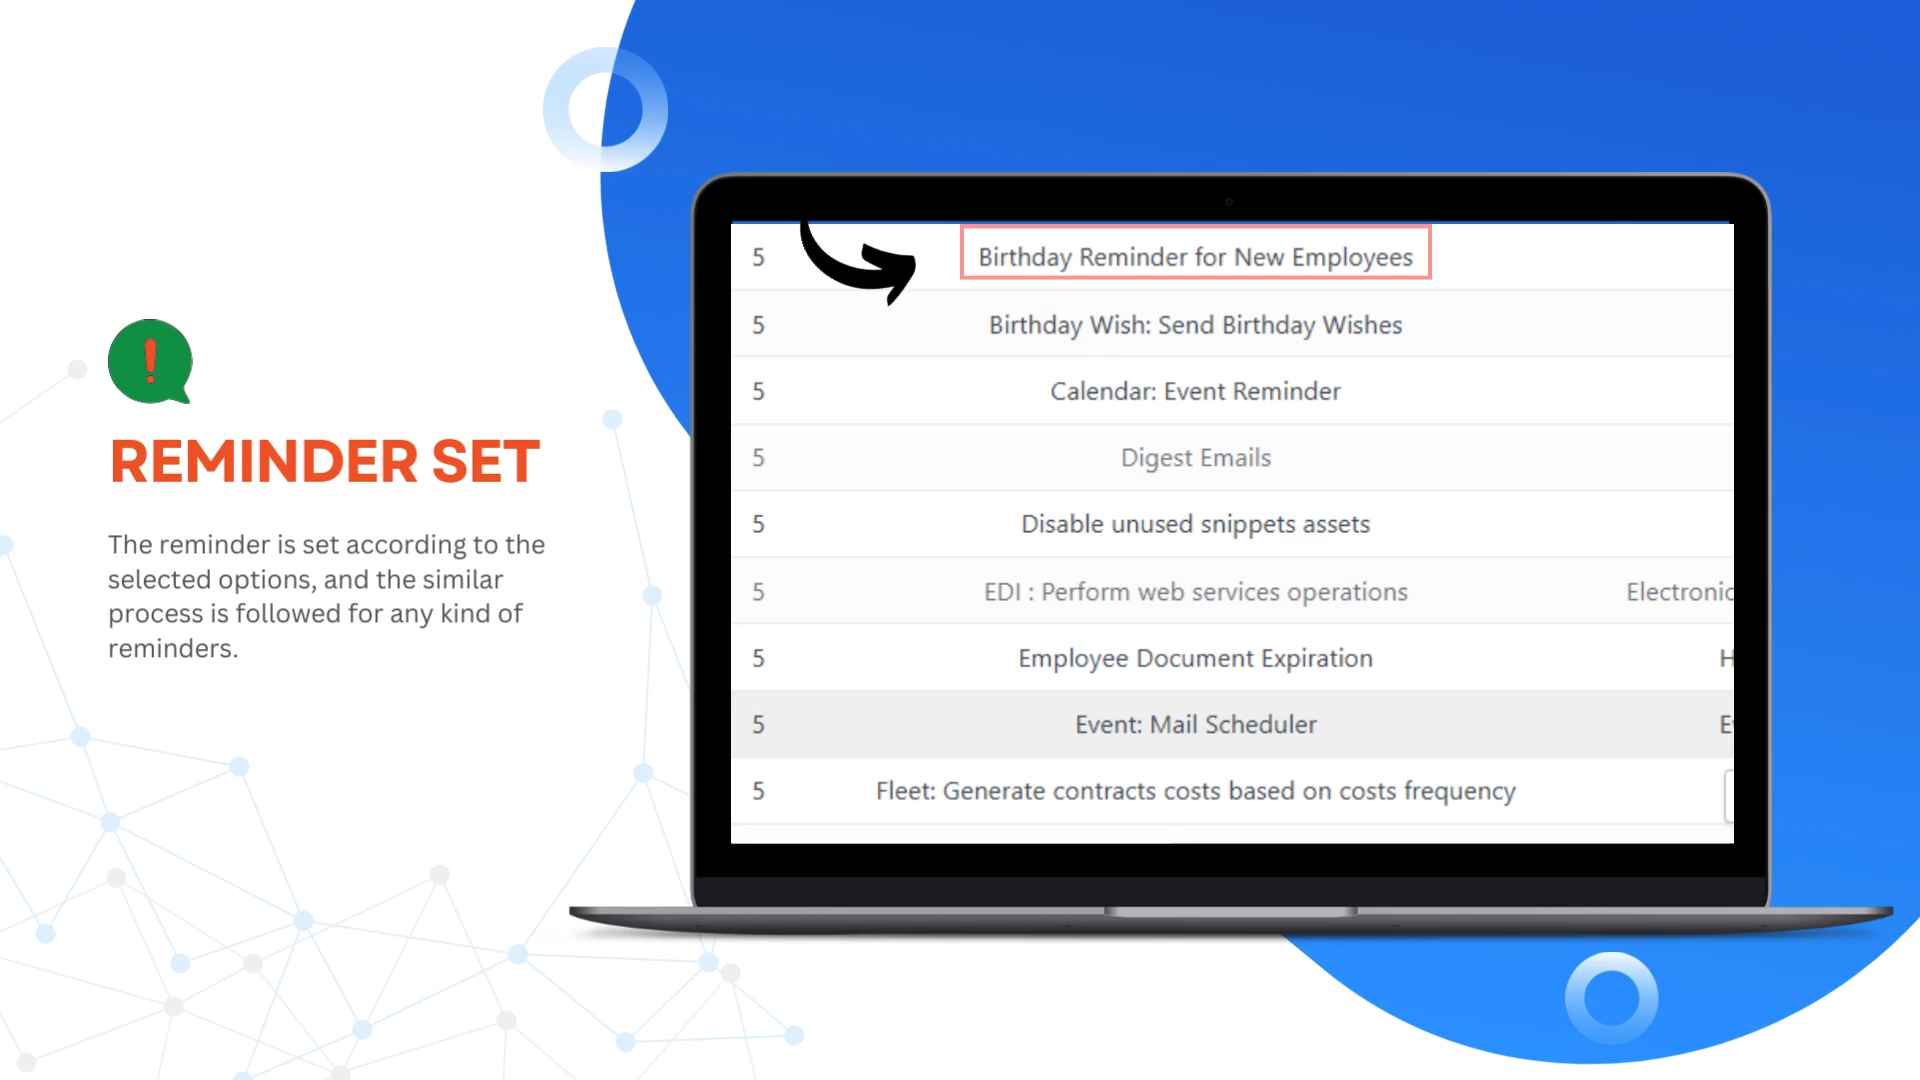 REMINDER SET
The reminder is set according to the
selected options, and the similar
process is followed for any kind of
reminders.
5 Birthday Reminder for New Employees
5 Birthday Wish: Send Birthday Wishes
5 Calendar: Event Reminder
5 Digest Emails
5 Disable unused snippets assets
5 EDI : Perform web services operations Electronic
5 Employee Document Expiration H
5 Event: Mail Scheduler
5 Fleet: Generate contracts costs based on costs frequency